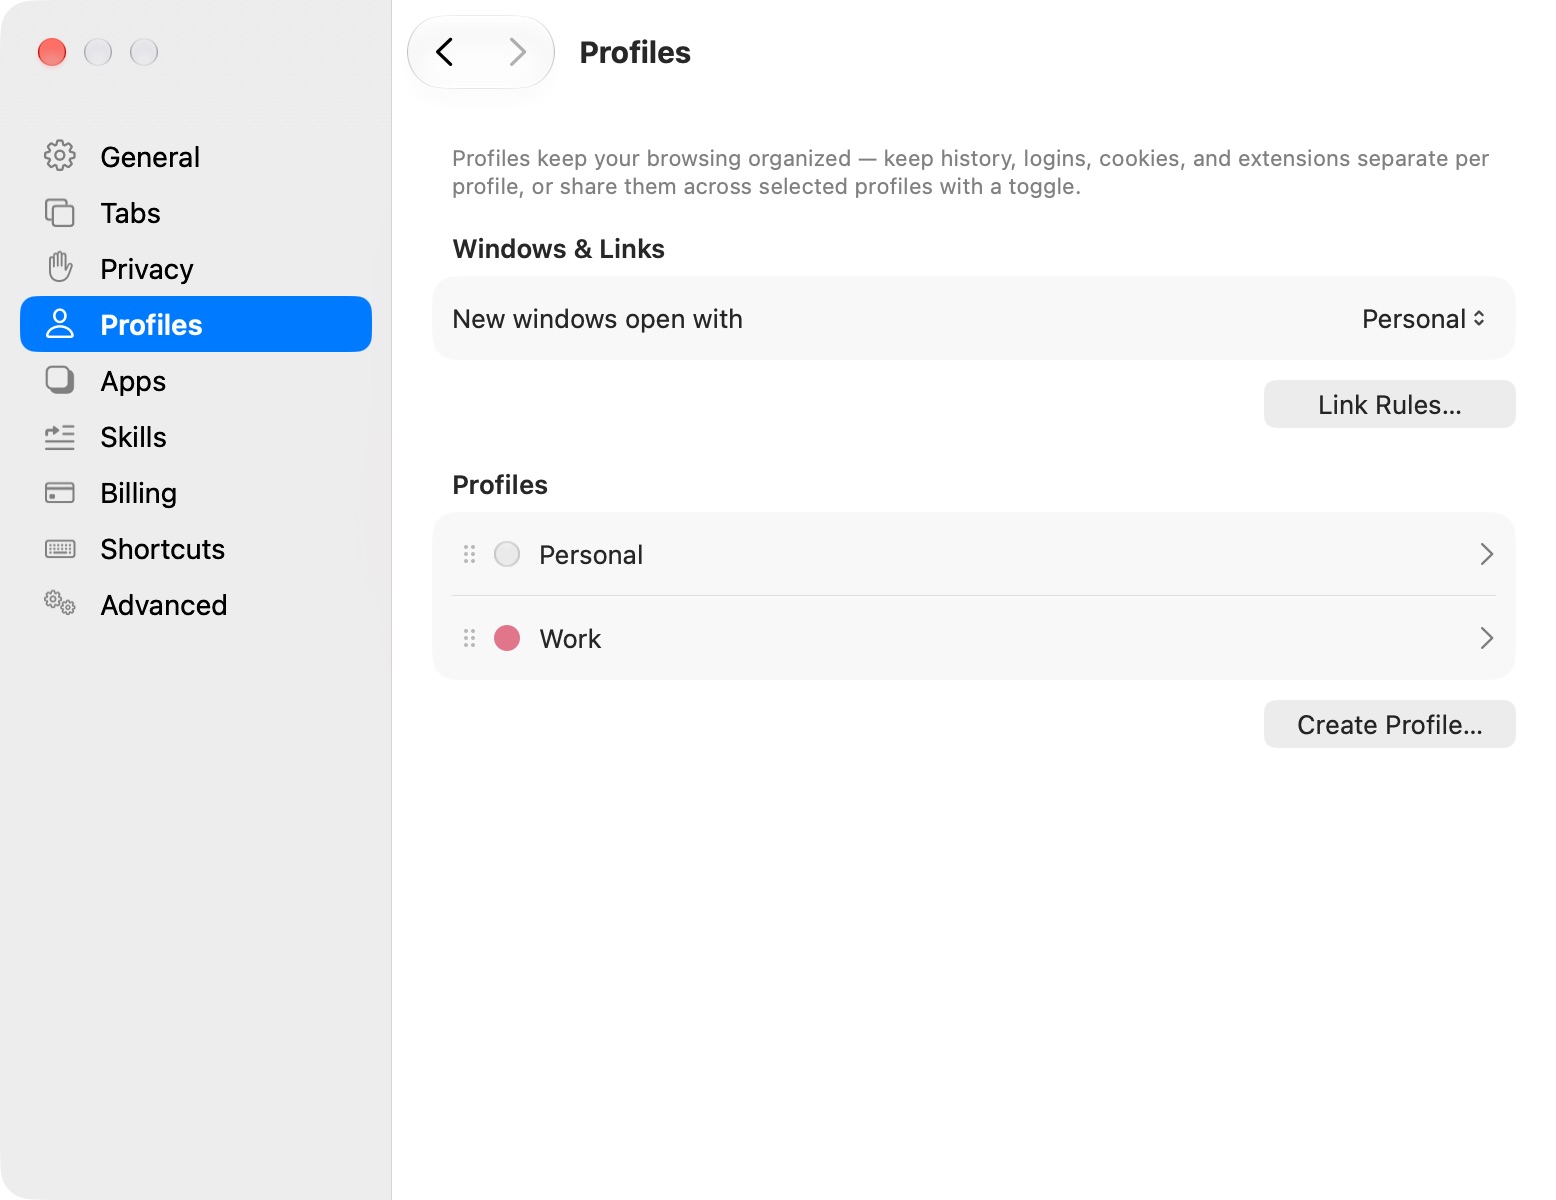 Profiles
General
Tabs
Privacy
Profiles
Apps
Skills
Billing
Shortcuts
Advanced
Profiles keep your browsing organized — keep history, logins, cookies, and extensions separate per
profile, or share them across selected profiles with a toggle.
Windows & Links
New windows open with Personal
Link Rules...
Profiles
Personal
Work
Create Profile...